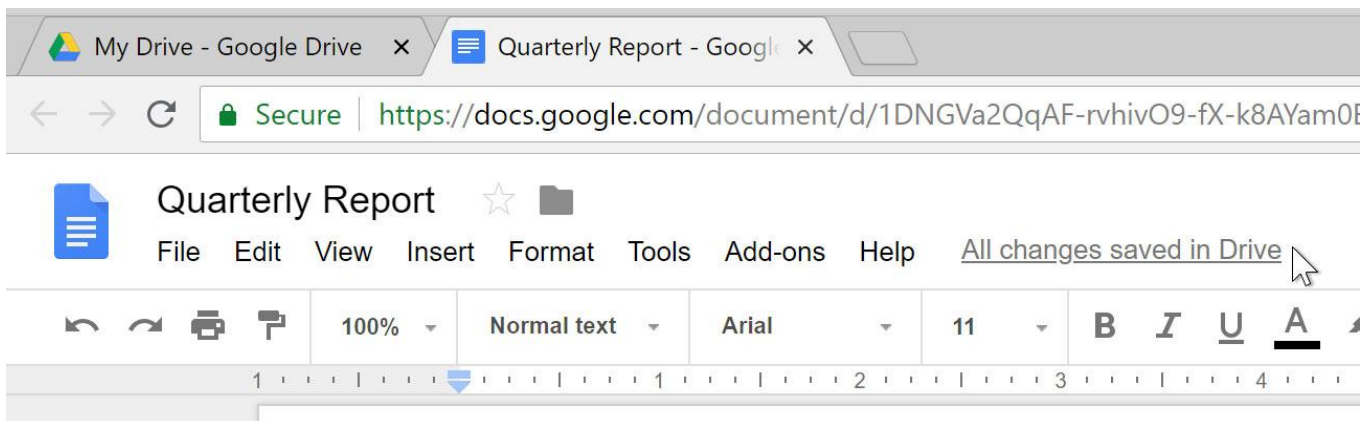 My Drive - Google Drive Quarterly Report - Googl
Secure https://docs.google.com/document/d/1DNGVa2QqAF-rvhivO9-fX-k8AYam0E
Quarterly Report
File Edit View Insert Format Tools Add-ons Help All changes saved in Drive
100% Normal text Arial 11 B I U A
1 1 2 3 4